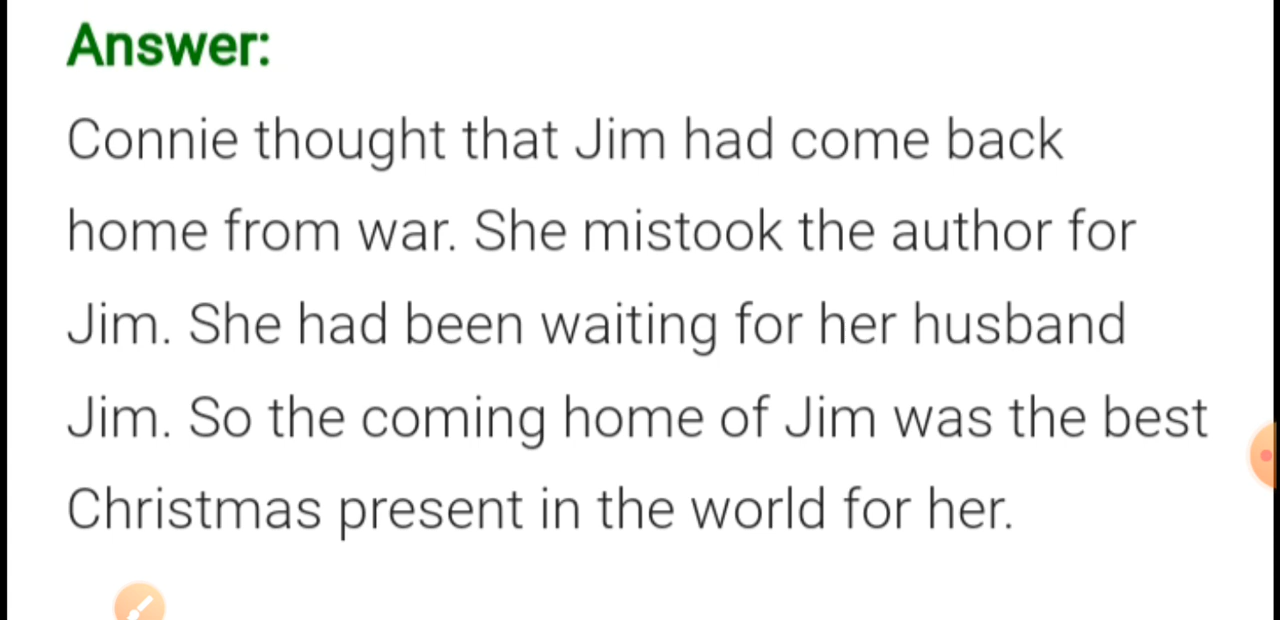 Answer:
Connie thought that Jim had come back
home from war. She mistook the author for
Jim. She had been waiting for her husband
Jim. So the coming home of Jim was the best
Christmas present in the world for her.